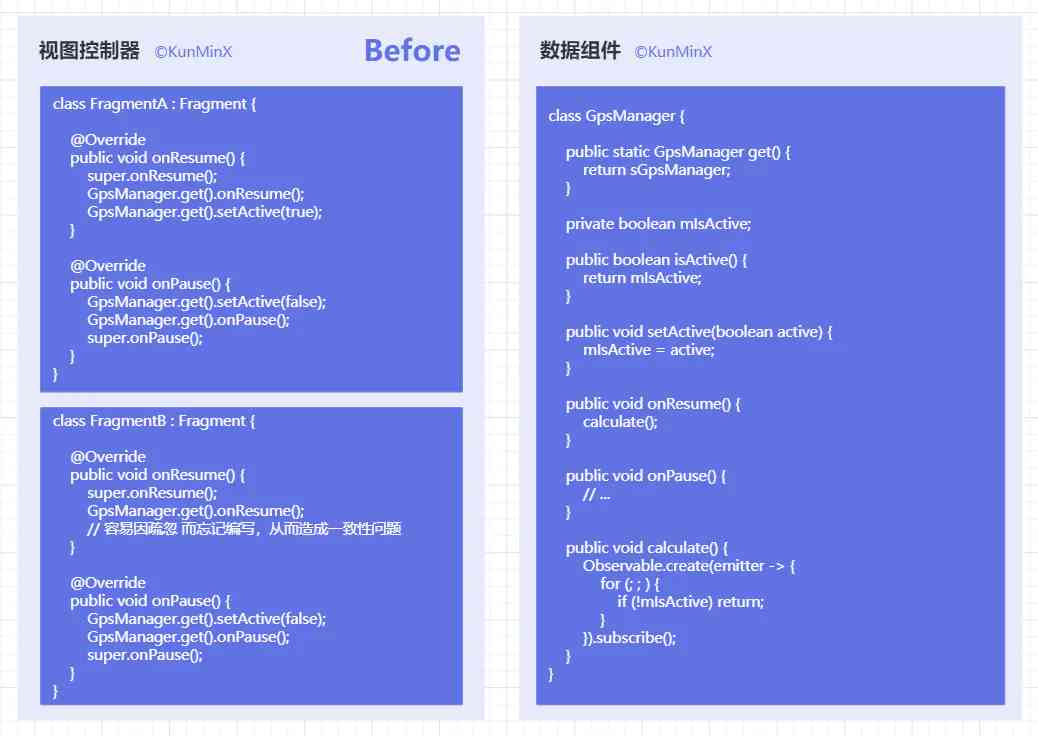 视图控制器 ©KunMinX Before
class FragmentA : Fragment {
@Override
public void onResume() {
super.onResume();
GpsManager.get().onResume();
GpsManager.get().setActive(true);
}
@Override
public void onPause() {
GpsManager.get().setActive(false);
GpsManager.get().onPause();
super.onPause();
}
}
class FragmentB : Fragment {
@Override
public void onResume() {
super.onResume();
GpsManager.get().onResume();
// 容易因疏忽 而忘记编写，从而造成一致性问题
}
@Override
public void onPause() {
GpsManager.get().setActive(false);
GpsManager.get().onPause();
super.onPause();
}
}
数据组件 ©KunMinX
class GpsManager {
public static GpsManager get() {
return sGpsManager;
}
private boolean mIsActive;
public boolean isActive() {
return mIsActive;
}
public void setActive(boolean active) {
mIsActive = active;
}
public void onResume() {
calculate();
}
public void onPause() {
// ...
}
public void calculate() {
Observable.create(emitter -> {
for (; ; ) {
if (!mIsActive) return;
}
}).subscribe();
}
}